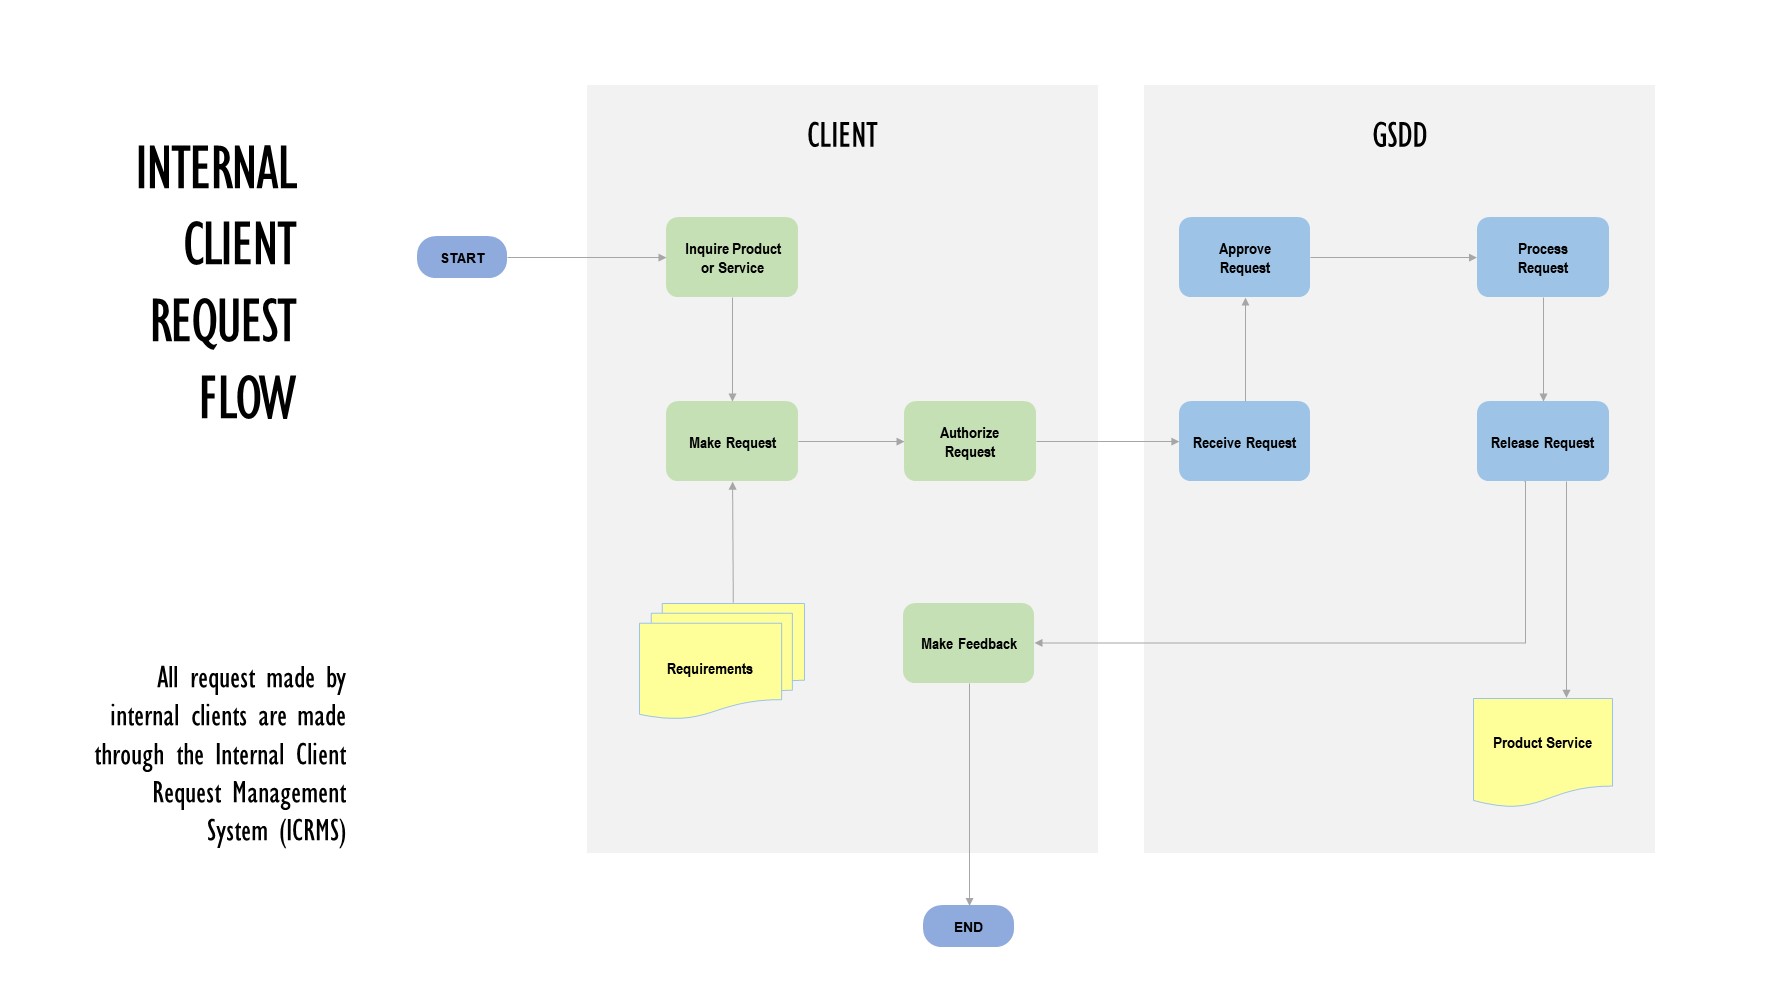 INTERNAL
CLIENT
REQUEST
FLOW
All request made by
internal clients are made
through the Internal Client
Request Management
System (ICRMS)
START
CLIENT
Inquire Product
or Service
Make Request
Authorize
Request
Requirements
Make Feedback
END
GSDD
Approve
Request
Process
Request
Receive Request
Release Request
Product Service